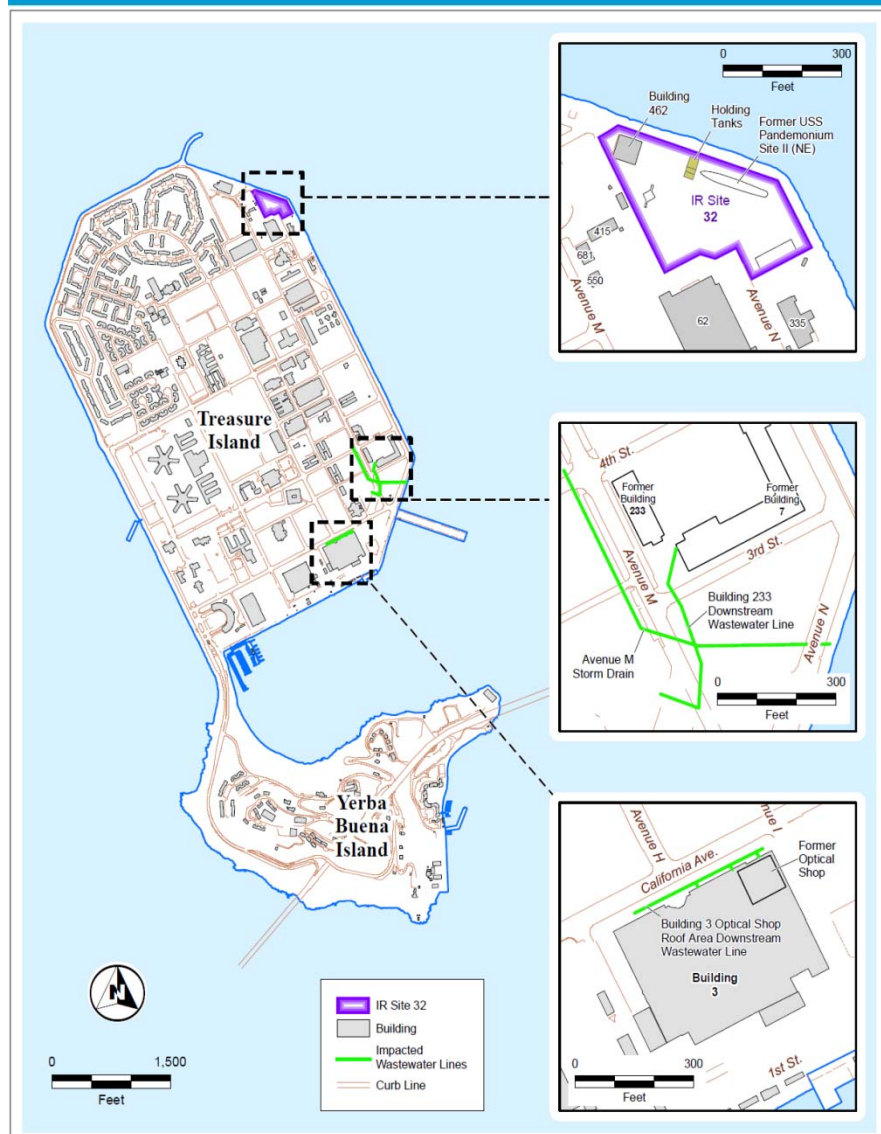 0 300
Feet
Building
462
Holding
Tanks
Former USS
Pandemonium
Site II (NE)
IR Site
32
415
681
550
Avenue M
62
Avenue N
335
Treasure
Island
4th St.
Former
Building
233
Former
Building
7
3rd St.
Avenue M
Building 233
Downstream
Wastewater Line
Avenue N
Avenue M
Storm Drain
0 300
Feet
Yerba
Buena
Island
Avenue H
Avenue I
California Ave.
Former
Optical
Shop
Building 3 Optical Shop
Roof Area Downstream
Wastewater Line
Building
3
0 300
Feet
1st St.
N
0 1,500
Feet
IR Site 32
Building
Impacted
Wastewater Lines
Curb Line